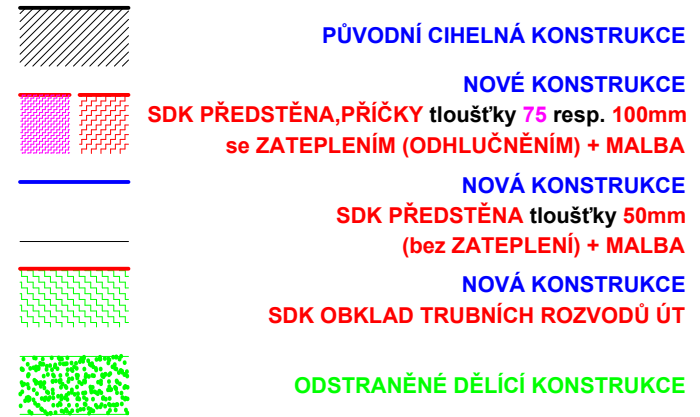 PŮVODNÍ CIHELNÁ KONSTRUKCE
NOVÉ KONSTRUKCE
SDK PŘEDSTĚNA,PŘÍČKY tloušťky 75 resp. 100mm
se ZATEPLENÍM (ODHLUČNĚNÍM) + MALBA
NOVÁ KONSTRUKCE
SDK PŘEDSTĚNA tloušťky 50mm
(bez ZATEPLENÍ) + MALBA
NOVÁ KONSTRUKCE
SDK OBKLAD TRUBNÍCH ROZVODŮ ÚT
ODSTRANĚNÉ DĚLÍCÍ KONSTRUKCE